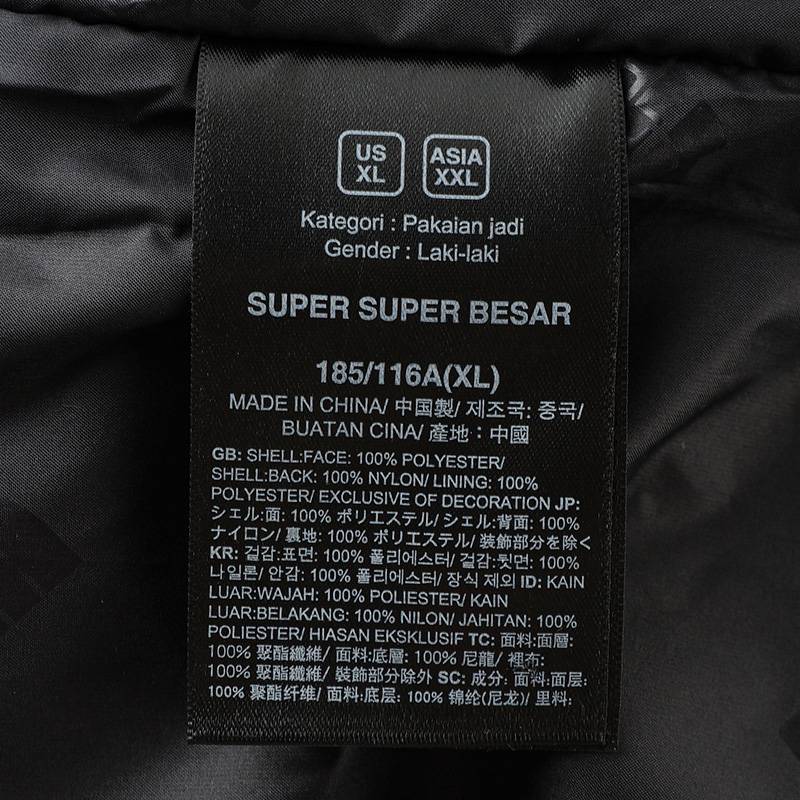 US
XL
ASIA
XXL
Kategori : Pakaian jadi
Gender : Laki-laki
SUPER SUPER BESAR
185/116A(XL)
MADE IN CHINA/ 中国製/ 제조국: 중국/
BUATAN CINA/ 產地：中國
GB: SHELL:FACE: 100% POLYESTER/
SHELL:BACK: 100% NYLON/ LINING: 100%
POLYESTER/ EXCLUSIVE OF DECORATION JP:
シェル:面: 100% ポリエステル/ シェル:背面: 100%
ナイロン/ 裏地: 100% ポリエステル/ 装飾部分を除く
KR: 겉감:표면: 100% 폴리에스터/ 겉감:뒷면: 100%
나일론/ 안감: 100% 폴리에스터/ 장식 제외 ID: KAIN
LUAR:WAJAH: 100% POLIESTER/ KAIN
LUAR:BELAKANG: 100% NILON/ JAHITAN: 100%
POLIESTER/ HIASAN EKSKLUSIF TC: 面料:面層:
100% 聚酯纖維/ 面料:底層: 100% 尼龍/ 裡布:
100% 聚酯纖維/ 裝飾部分除外 SC: 成分: 面料:面层:
100% 聚酯纤维/ 面料:底层: 100% 锦纶(尼龙)/ 里料: